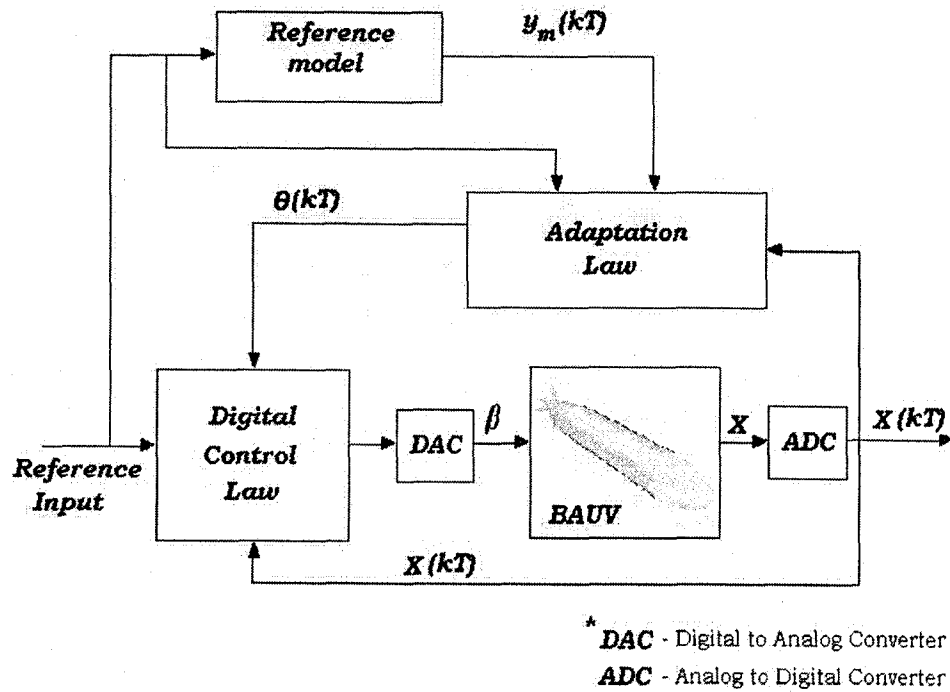 Reference
model
y_m(kT)
θ(kT)
Adaptation
Law
Digital
Control
Law
DAC
β
BAUV
X
ADC
X(kT)
Reference
Input
X(kT)
* DAC - Digital to Analog Converter
ADC - Analog to Digital Converter